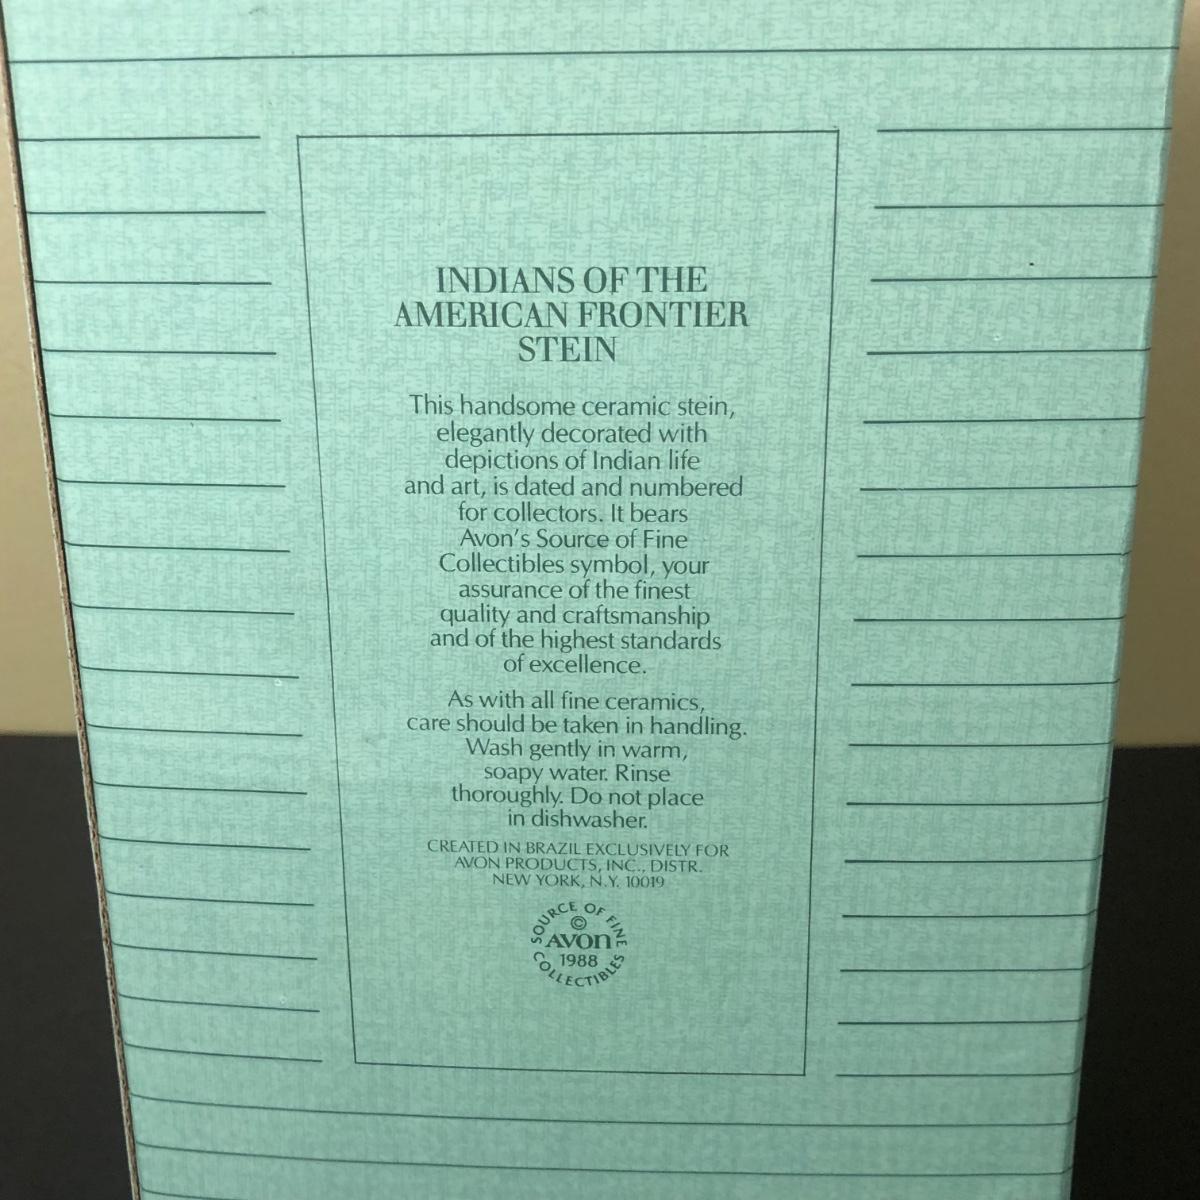 INDIANS OF THE
AMERICAN FRONTIER
STEIN
This handsome ceramic stein,
elegantly decorated with
depictions of Indian life
and art, is dated and numbered
for collectors. It bears
Avon's Source of Fine
Collectibles symbol, your
assurance of the finest
quality and craftsmanship
and of the highest standards
of excellence.
As with all fine ceramics,
care should be taken in handling.
Wash gently in warm,
soapy water. Rinse
thoroughly. Do not place
in dishwasher.
CREATED IN BRAZIL EXCLUSIVELY FOR
AVON PRODUCTS, INC., DISTR.
NEW YORK, N.Y. 10019
SOURCE OF FINE
©
AVON
1988
COLLECTIBLES